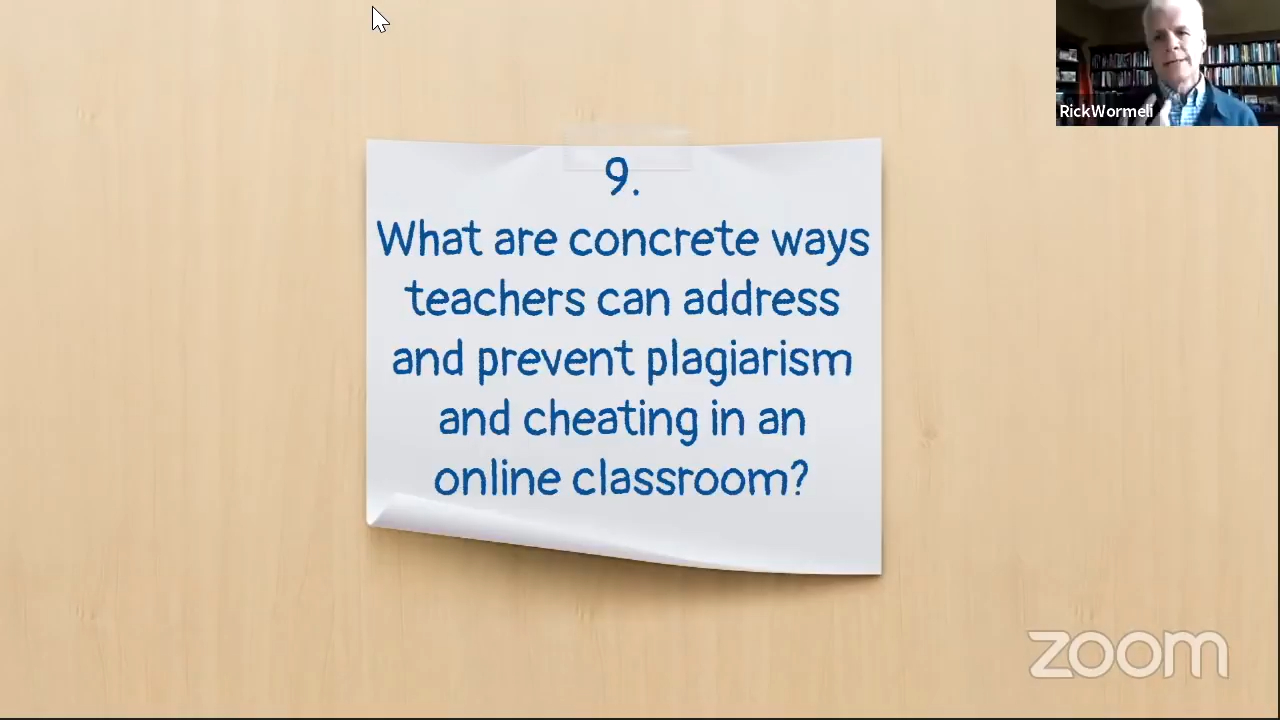 RickWormeli
9.
What are concrete ways
teachers can address
and prevent plagiarism
and cheating in an
online classroom?
zoom